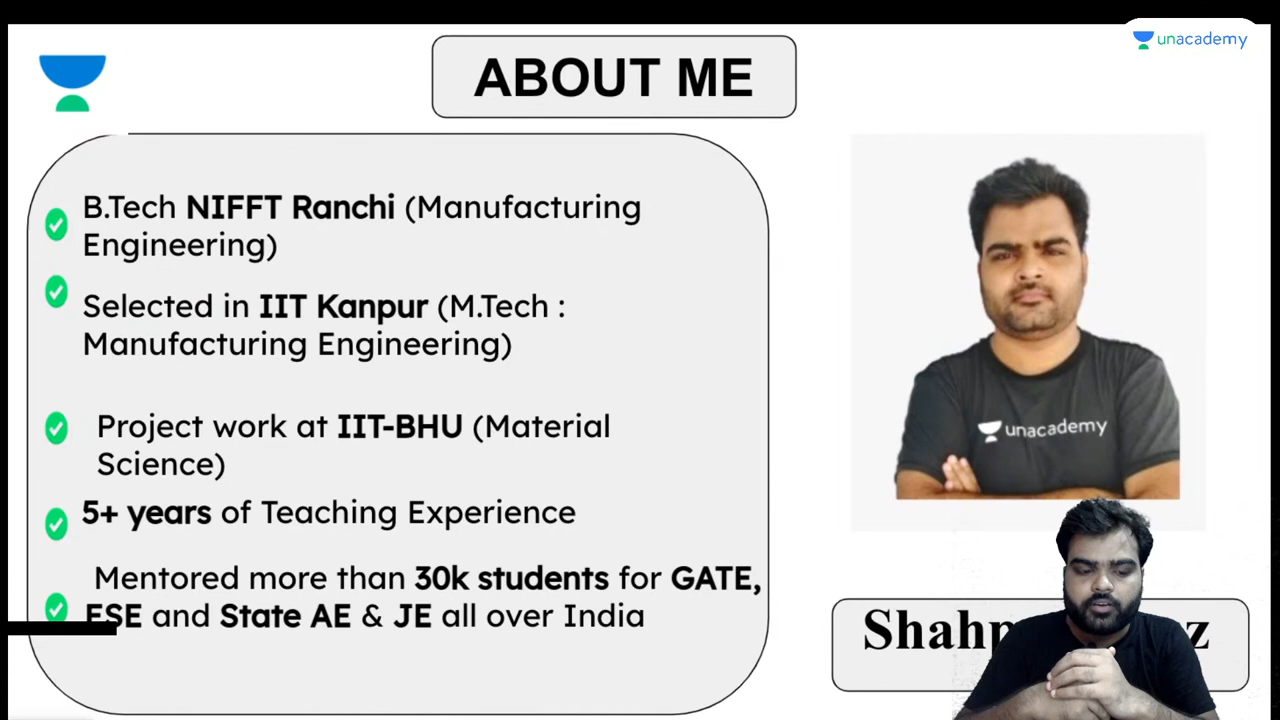 unacademy
ABOUT ME
B.Tech NIFFT Ranchi (Manufacturing
Engineering)
Selected in IIT Kanpur (M.Tech :
Manufacturing Engineering)
Project work at IIT-BHU (Material
Science)
5+ years of Teaching Experience
Mentored more than 30k students for GATE,
ESE and State AE & JE all over India
unacademy